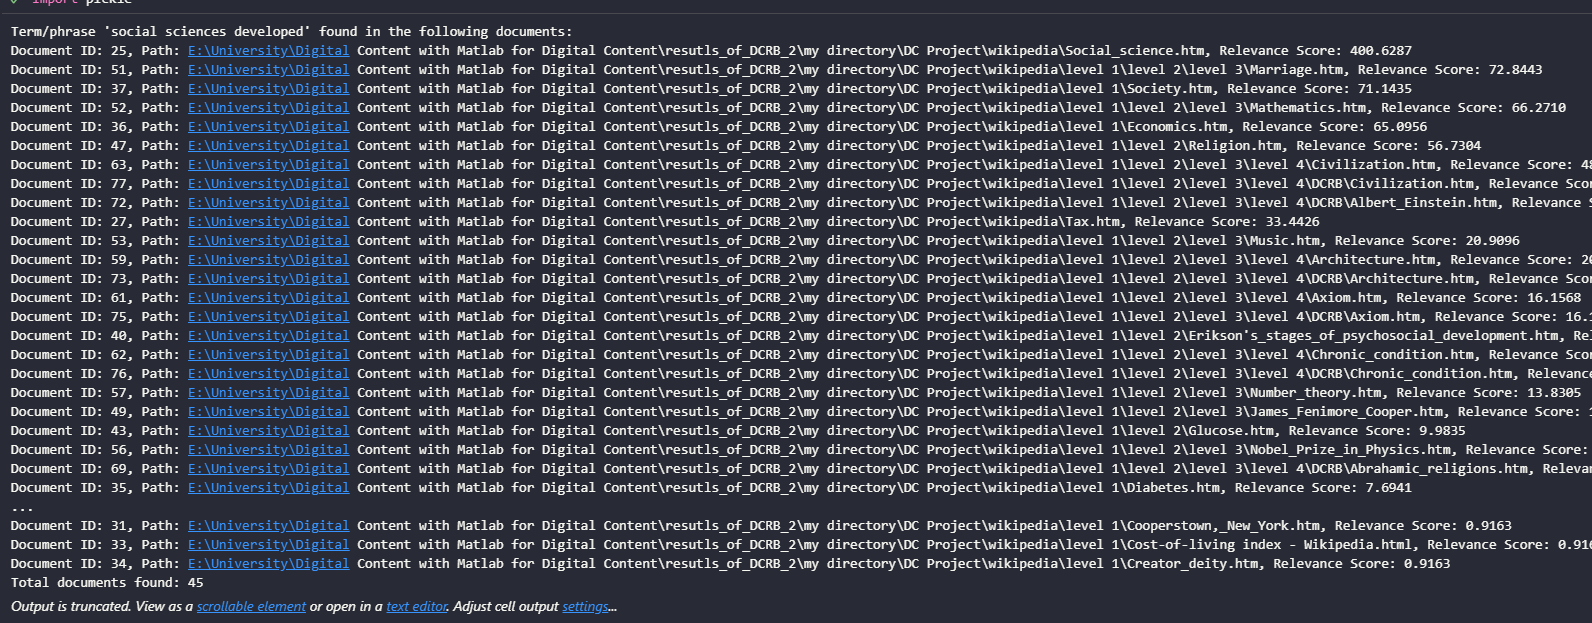 import pickle
Term/phrase 'social sciences developed' found in the following documents:
Document ID: 25, Path: E:\University\Digital Content with Matlab for Digital Content\resutls_of_DCRB_2\my directory\DC Project\wikipedia\Social_science.htm, Relevance Score: 400.6287
Document ID: 51, Path: E:\University\Digital Content with Matlab for Digital Content\resutls_of_DCRB_2\my directory\DC Project\wikipedia\level 1\level 2\level 3\Marriage.htm, Relevance Score: 72.8443
Document ID: 37, Path: E:\University\Digital Content with Matlab for Digital Content\resutls_of_DCRB_2\my directory\DC Project\wikipedia\level 1\Society.htm, Relevance Score: 71.1435
Document ID: 52, Path: E:\University\Digital Content with Matlab for Digital Content\resutls_of_DCRB_2\my directory\DC Project\wikipedia\level 1\level 2\level 3\Mathematics.htm, Relevance Score: 66.2710
Document ID: 36, Path: E:\University\Digital Content with Matlab for Digital Content\resutls_of_DCRB_2\my directory\DC Project\wikipedia\level 1\Economics.htm, Relevance Score: 65.0956
Document ID: 47, Path: E:\University\Digital Content with Matlab for Digital Content\resutls_of_DCRB_2\my directory\DC Project\wikipedia\level 1\level 2\Religion.htm, Relevance Score: 56.7304
Document ID: 63, Path: E:\University\Digital Content with Matlab for Digital Content\resutls_of_DCRB_2\my directory\DC Project\wikipedia\level 1\level 2\level 3\level 4\Civilization.htm, Relevance Score: 48
Document ID: 77, Path: E:\University\Digital Content with Matlab for Digital Content\resutls_of_DCRB_2\my directory\DC Project\wikipedia\level 1\level 2\level 3\level 4\DCRB\Civilization.htm, Relevance Scor
Document ID: 72, Path: E:\University\Digital Content with Matlab for Digital Content\resutls_of_DCRB_2\my directory\DC Project\wikipedia\level 1\level 2\level 3\level 4\DCRB\Albert_Einstein.htm, Relevance S
Document ID: 27, Path: E:\University\Digital Content with Matlab for Digital Content\resutls_of_DCRB_2\my directory\DC Project\wikipedia\Tax.htm, Relevance Score: 33.4426
Document ID: 53, Path: E:\University\Digital Content with Matlab for Digital Content\resutls_of_DCRB_2\my directory\DC Project\wikipedia\level 1\level 2\level 3\Music.htm, Relevance Score: 20.9096
Document ID: 59, Path: E:\University\Digital Content with Matlab for Digital Content\resutls_of_DCRB_2\my directory\DC Project\wikipedia\level 1\level 2\level 3\level 4\Architecture.htm, Relevance Score: 20
Document ID: 73, Path: E:\University\Digital Content with Matlab for Digital Content\resutls_of_DCRB_2\my directory\DC Project\wikipedia\level 1\level 2\level 3\level 4\DCRB\Architecture.htm, Relevance Scor
Document ID: 61, Path: E:\University\Digital Content with Matlab for Digital Content\resutls_of_DCRB_2\my directory\DC Project\wikipedia\level 1\level 2\level 3\level 4\Axiom.htm, Relevance Score: 16.1568
Document ID: 75, Path: E:\University\Digital Content with Matlab for Digital Content\resutls_of_DCRB_2\my directory\DC Project\wikipedia\level 1\level 2\level 3\level 4\DCRB\Axiom.htm, Relevance Score: 16.1
Document ID: 40, Path: E:\University\Digital Content with Matlab for Digital Content\resutls_of_DCRB_2\my directory\DC Project\wikipedia\level 1\level 2\Erikson's_stages_of_psychosocial_development.htm, Rel
Document ID: 62, Path: E:\University\Digital Content with Matlab for Digital Content\resutls_of_DCRB_2\my directory\DC Project\wikipedia\level 1\level 2\level 3\level 4\Chronic_condition.htm, Relevance Scor
Document ID: 76, Path: E:\University\Digital Content with Matlab for Digital Content\resutls_of_DCRB_2\my directory\DC Project\wikipedia\level 1\level 2\level 3\level 4\DCRB\Chronic_condition.htm, Relevance
Document ID: 57, Path: E:\University\Digital Content with Matlab for Digital Content\resutls_of_DCRB_2\my directory\DC Project\wikipedia\level 1\level 2\level 3\Number_theory.htm, Relevance Score: 13.8305
Document ID: 49, Path: E:\University\Digital Content with Matlab for Digital Content\resutls_of_DCRB_2\my directory\DC Project\wikipedia\level 1\level 2\level 3\James_Fenimore_Cooper.htm, Relevance Score: 1
Document ID: 43, Path: E:\University\Digital Content with Matlab for Digital Content\resutls_of_DCRB_2\my directory\DC Project\wikipedia\level 1\level 2\Glucose.htm, Relevance Score: 9.9835
Document ID: 56, Path: E:\University\Digital Content with Matlab for Digital Content\resutls_of_DCRB_2\my directory\DC Project\wikipedia\level 1\level 2\level 3\Nobel_Prize_in_Physics.htm, Relevance Score:
Document ID: 69, Path: E:\University\Digital Content with Matlab for Digital Content\resutls_of_DCRB_2\my directory\DC Project\wikipedia\level 1\level 2\level 3\level 4\DCRB\Abrahamic_religions.htm, Relevan
Document ID: 35, Path: E:\University\Digital Content with Matlab for Digital Content\resutls_of_DCRB_2\my directory\DC Project\wikipedia\level 1\Diabetes.htm, Relevance Score: 7.6941
...
Document ID: 31, Path: E:\University\Digital Content with Matlab for Digital Content\resutls_of_DCRB_2\my directory\DC Project\wikipedia\level 1\Cooperstown,_New_York.htm, Relevance Score: 0.9163
Document ID: 33, Path: E:\University\Digital Content with Matlab for Digital Content\resutls_of_DCRB_2\my directory\DC Project\wikipedia\level 1\Cost-of-living index - Wikipedia.html, Relevance Score: 0.916
Document ID: 34, Path: E:\University\Digital Content with Matlab for Digital Content\resutls_of_DCRB_2\my directory\DC Project\wikipedia\level 1\Creator_deity.htm, Relevance Score: 0.9163
Total documents found: 45
Output is truncated. View as a scrollable element or open in a text editor. Adjust cell output settings...